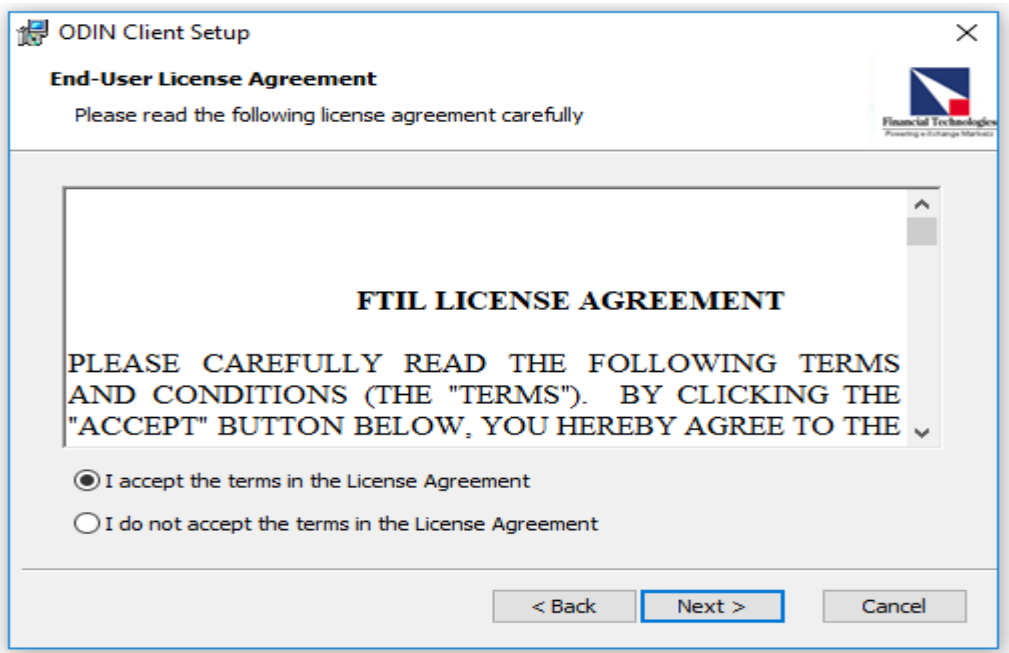 ODIN Client Setup
End-User License Agreement
Please read the following license agreement carefully
Financial Technologies
Powering eXchange Markets
FTIL LICENSE AGREEMENT
PLEASE CAREFULLY READ THE FOLLOWING TERMS
AND CONDITIONS (THE "TERMS"). BY CLICKING THE
"ACCEPT" BUTTON BELOW, YOU HEREBY AGREE TO THE
I accept the terms in the License Agreement
I do not accept the terms in the License Agreement
< Back Next > Cancel